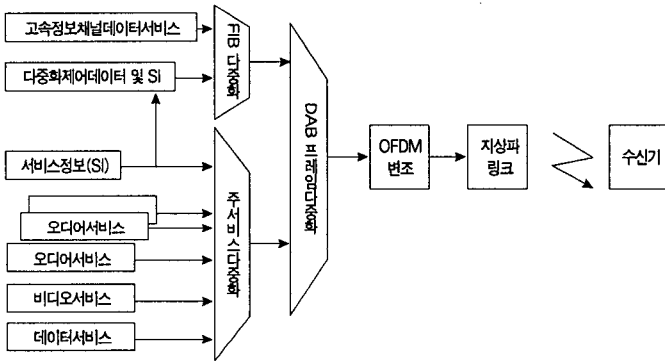 고속정보채널데이터서비스
다중화제어데이터 및 SI
서비스정보(SI)
오디어서비스
오디어서비스
비디오서비스
데이터서비스
FIB 다중화
주서비스다중화
DAB 프레임다중화
OFDM
변조
지상파
링크
수신기